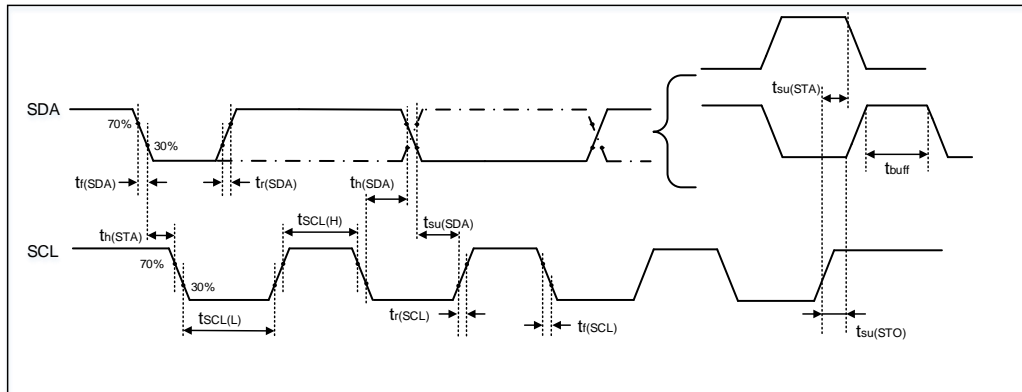 tsu(STA)
SDA
70%
30%
tbuff
tf(SDA)
tr(SDA)
th(SDA)
tSCL(H)
tsu(SDA)
th(STA)
SCL
70%
30%
tSCL(L)
tr(SCL)
tf(SCL)
tsu(STO)